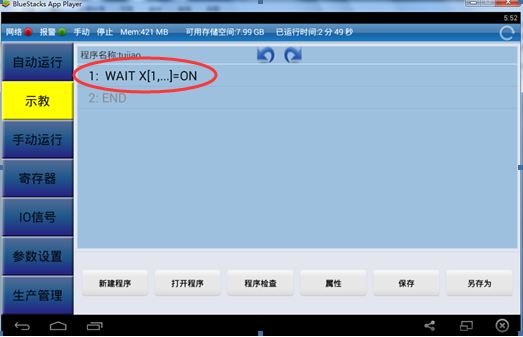 BlueStacks App Player
5:52
网络 报警 手动 停止 Mem:421 MB 可用存储空间:7.99 GB 已运行时间:2 分 49 秒
自动运行
示教
手动运行
寄存器
IO信号
参数设置
生产管理
程序名称:tujiao
1: WAIT X[1,...]=ON
2: END
新建程序 打开程序 程序检查 属性 保存 另存为